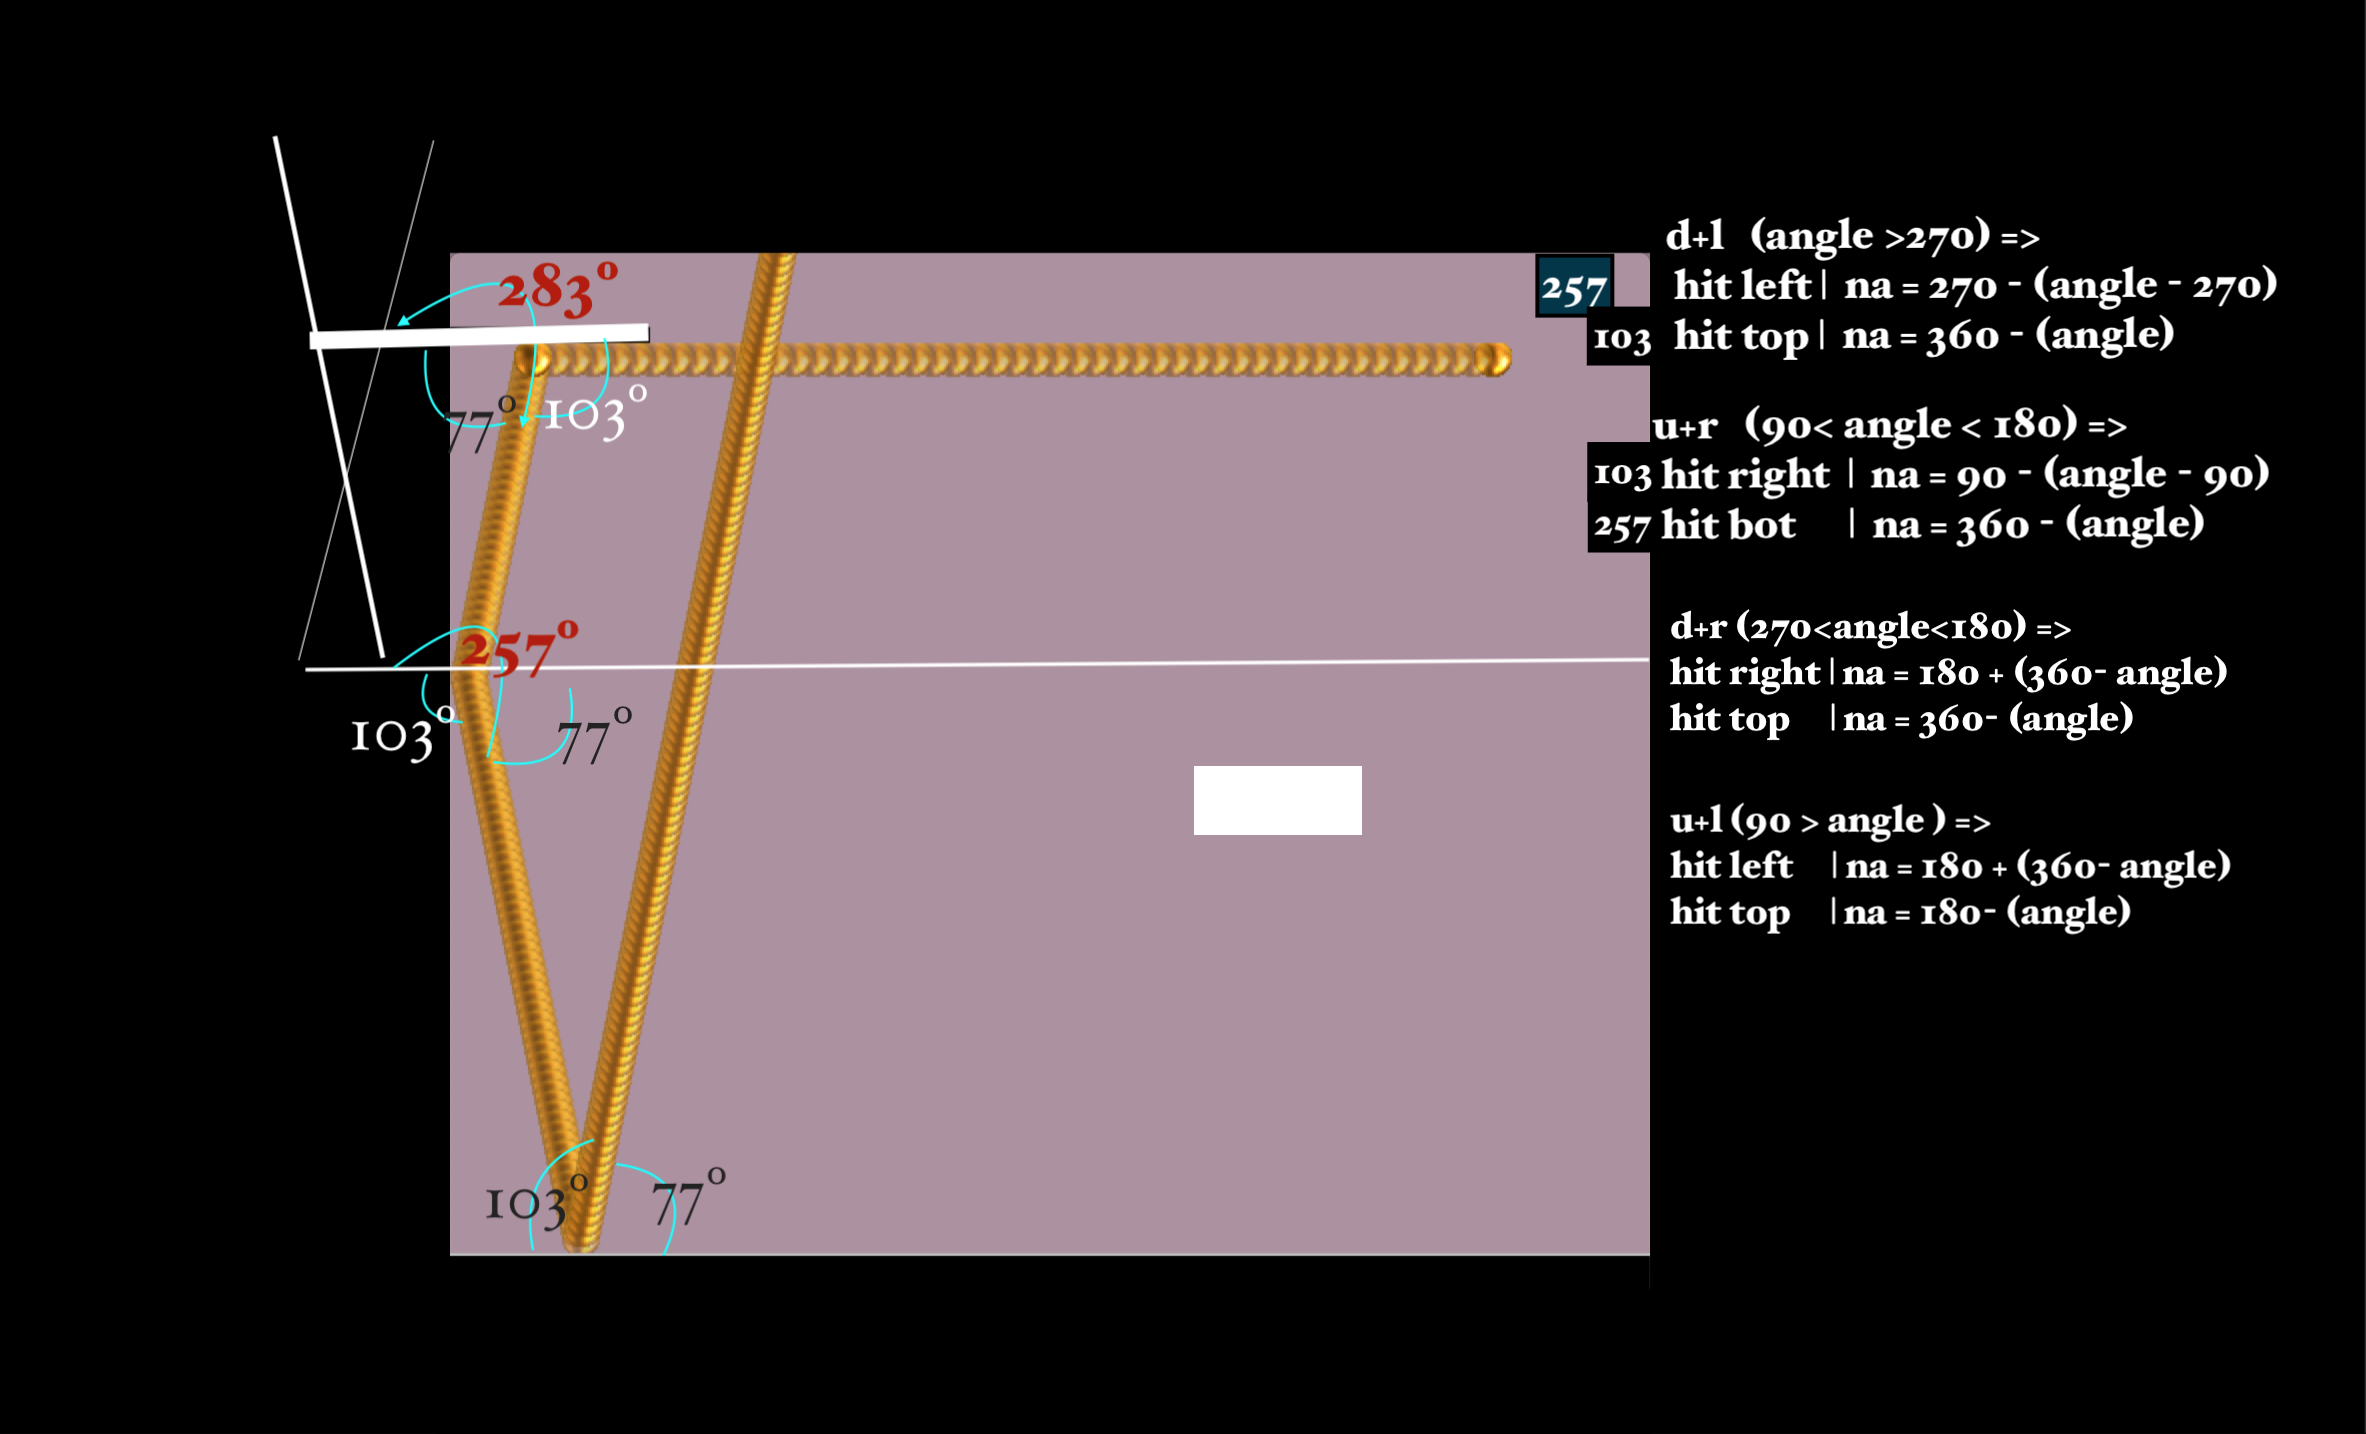 283°
257
77°
103°
257°
103°
77°
103°
77°
d+l (angle >270) =>
hit left | na = 270 - (angle - 270)
103 hit top | na = 360 - (angle)
u+r (90< angle < 180) =>
103 hit right | na = 90 - (angle - 90)
257 hit bot | na = 360 - (angle)
d+r (270<angle<180) =>
hit right | na = 180 + (360- angle)
hit top | na = 360- (angle)
u+l (90 > angle ) =>
hit left | na = 180 + (360- angle)
hit top | na = 180- (angle)